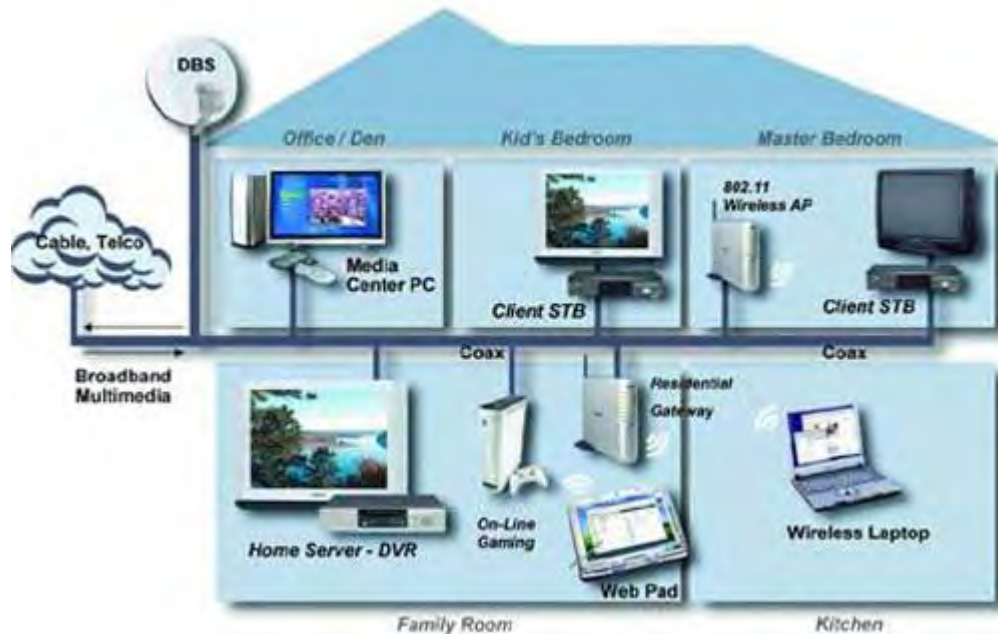 DBS
Office / Den
Kid's Bedroom
Master Bedroom
802.11
Wireless AP
Cable, Telco
Media
Center PC
Client STB
Client STB
Coax
Coax
Broadband
Multimedia
Residential
Gateway
On-Line
Gaming
Home Server - DVR
Wireless Laptop
Web Pad
Family Room
Kitchen